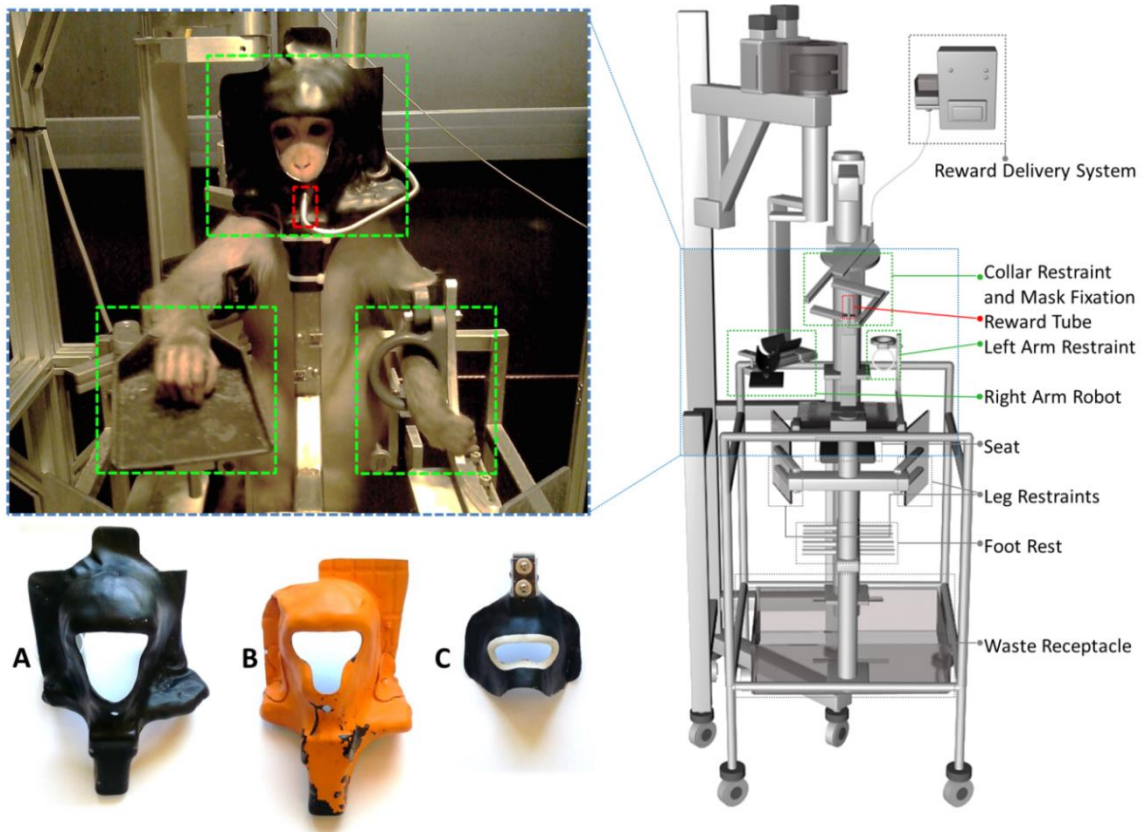 Reward Delivery System
Collar Restraint
and Mask Fixation
Reward Tube
Left Arm Restraint
Right Arm Robot
Seat
Leg Restraints
Foot Rest
Waste Receptacle
A
B
C